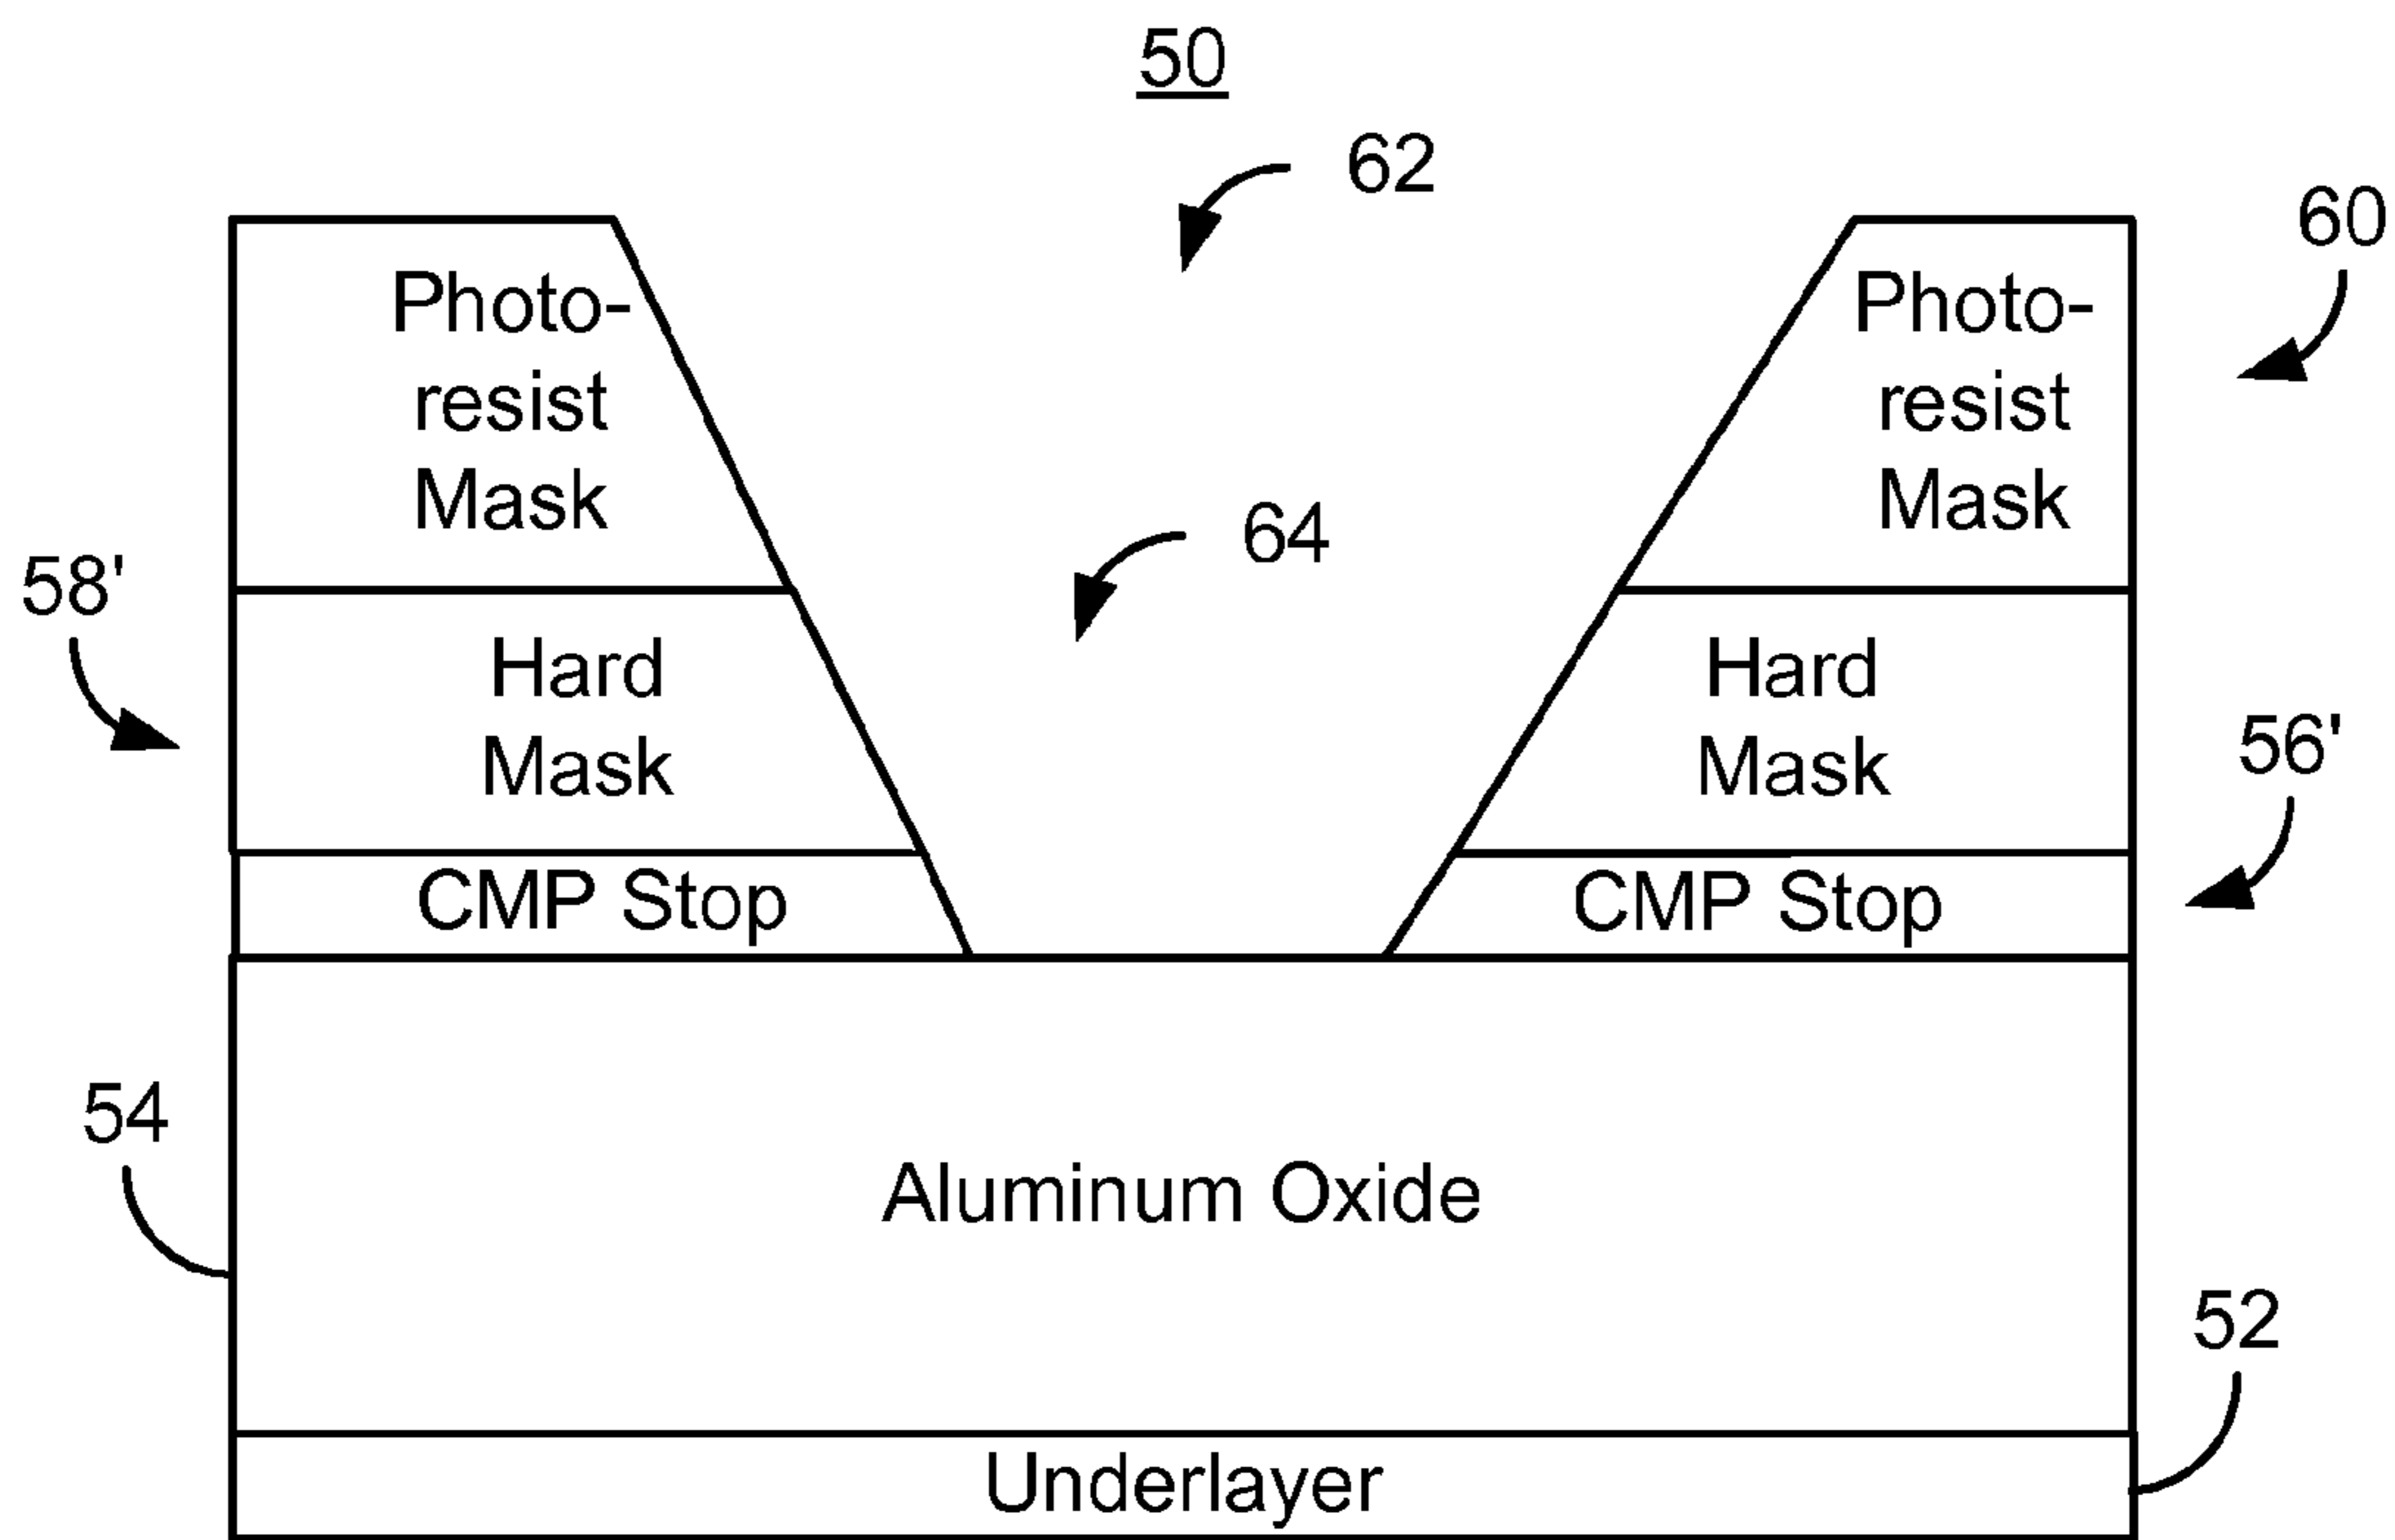 50
62
60
Photo-
resist
Mask
Photo-
resist
Mask
64
58'
Hard
Mask
Hard
Mask
56'
CMP Stop
CMP Stop
54
Aluminum Oxide
52
Underlayer